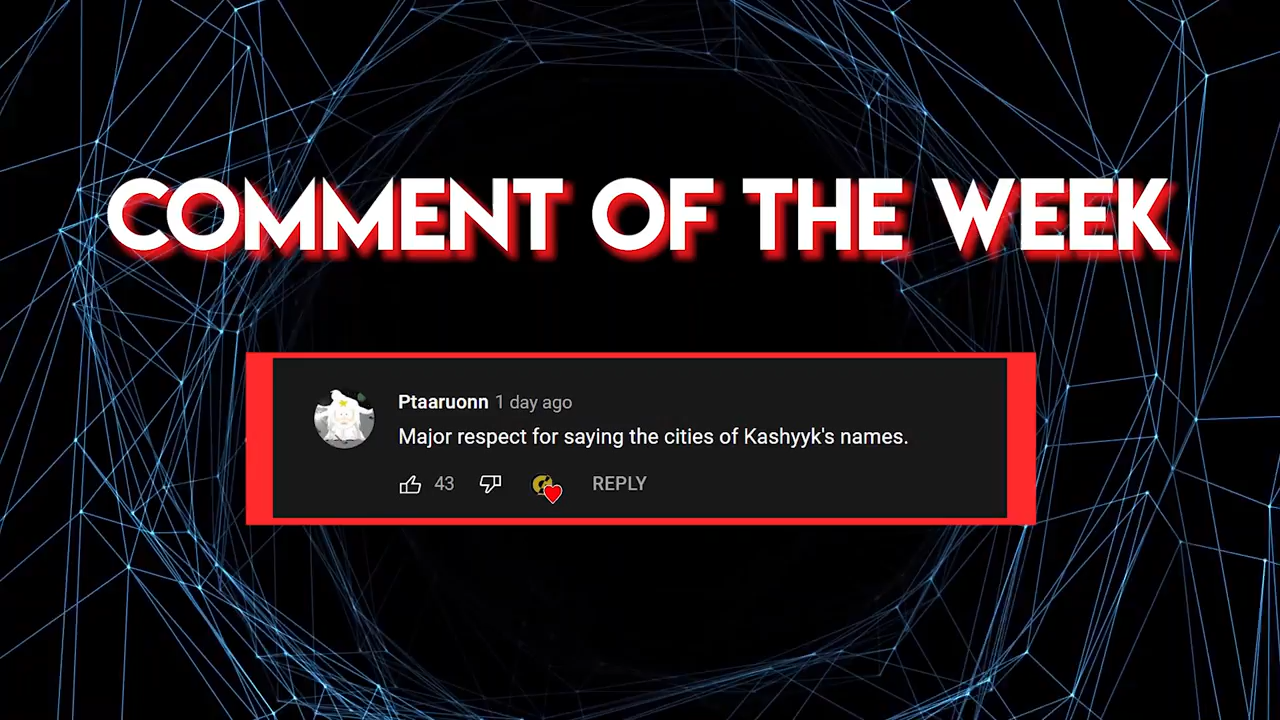 COMMENT OF THE WEEK
Ptaaruonn 1 day ago
Major respect for saying the cities of Kashyyk's names.
43 REPLY